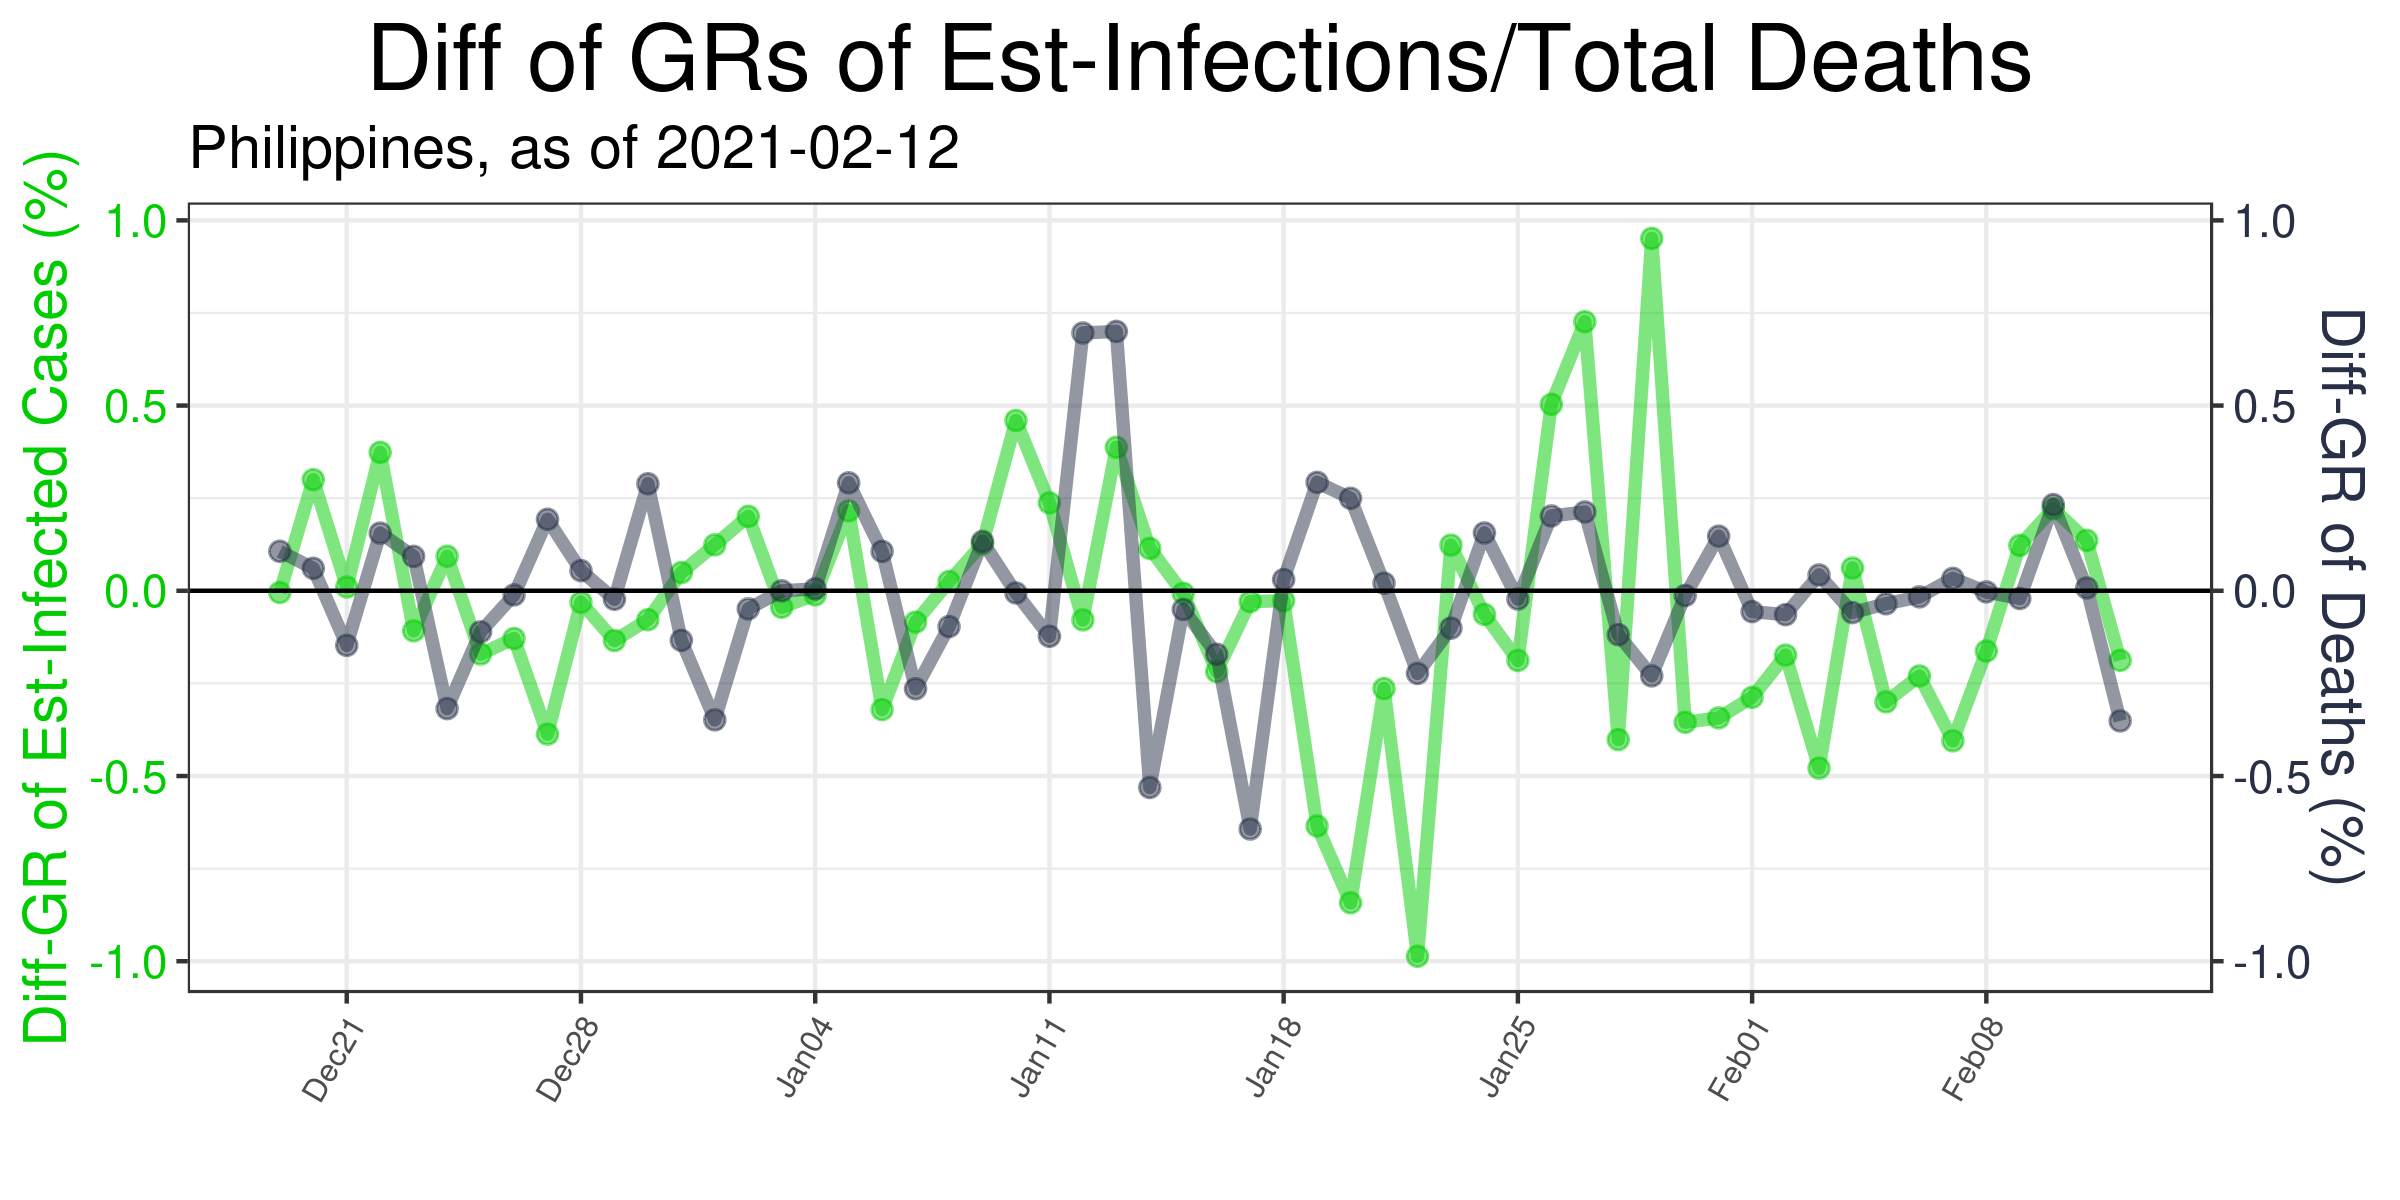 Diff of GRs of Est-Infections/Total Deaths
Philippines, as of 2021-02-12
Diff-GR of Est-Infected Cases (%)
1.0
0.5
0.0
-0.5
-1.0
1.0
0.5
0.0
-0.5
-1.0
Diff-GR of Deaths (%)
Dec21
Dec28
Jan04
Jan11
Jan18
Jan25
Feb01
Feb08